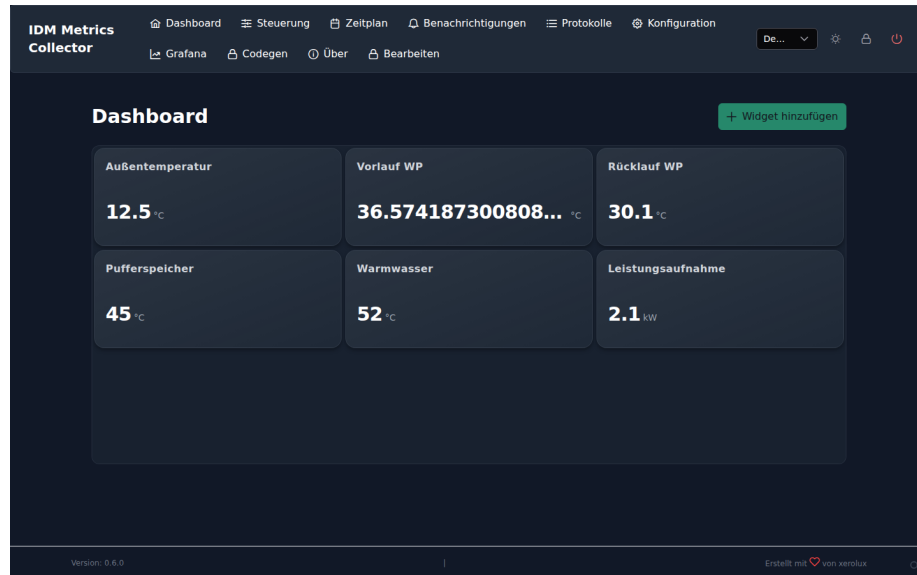 IDM Metrics
Collector
Dashboard Steuerung Zeitplan Benachrichtigungen Protokolle Konfiguration
Grafana Codegen Über Bearbeiten
De...
Dashboard
+ Widget hinzufügen
Außentemperatur Vorlauf WP Rücklauf WP
12.5 °C 36.574187300808... °C 30.1 °C
Pufferspeicher Warmwasser Leistungsaufnahme
45 °C 52 °C 2.1 kW
Version: 0.6.0 | Erstellt mit ♡ von xerolux